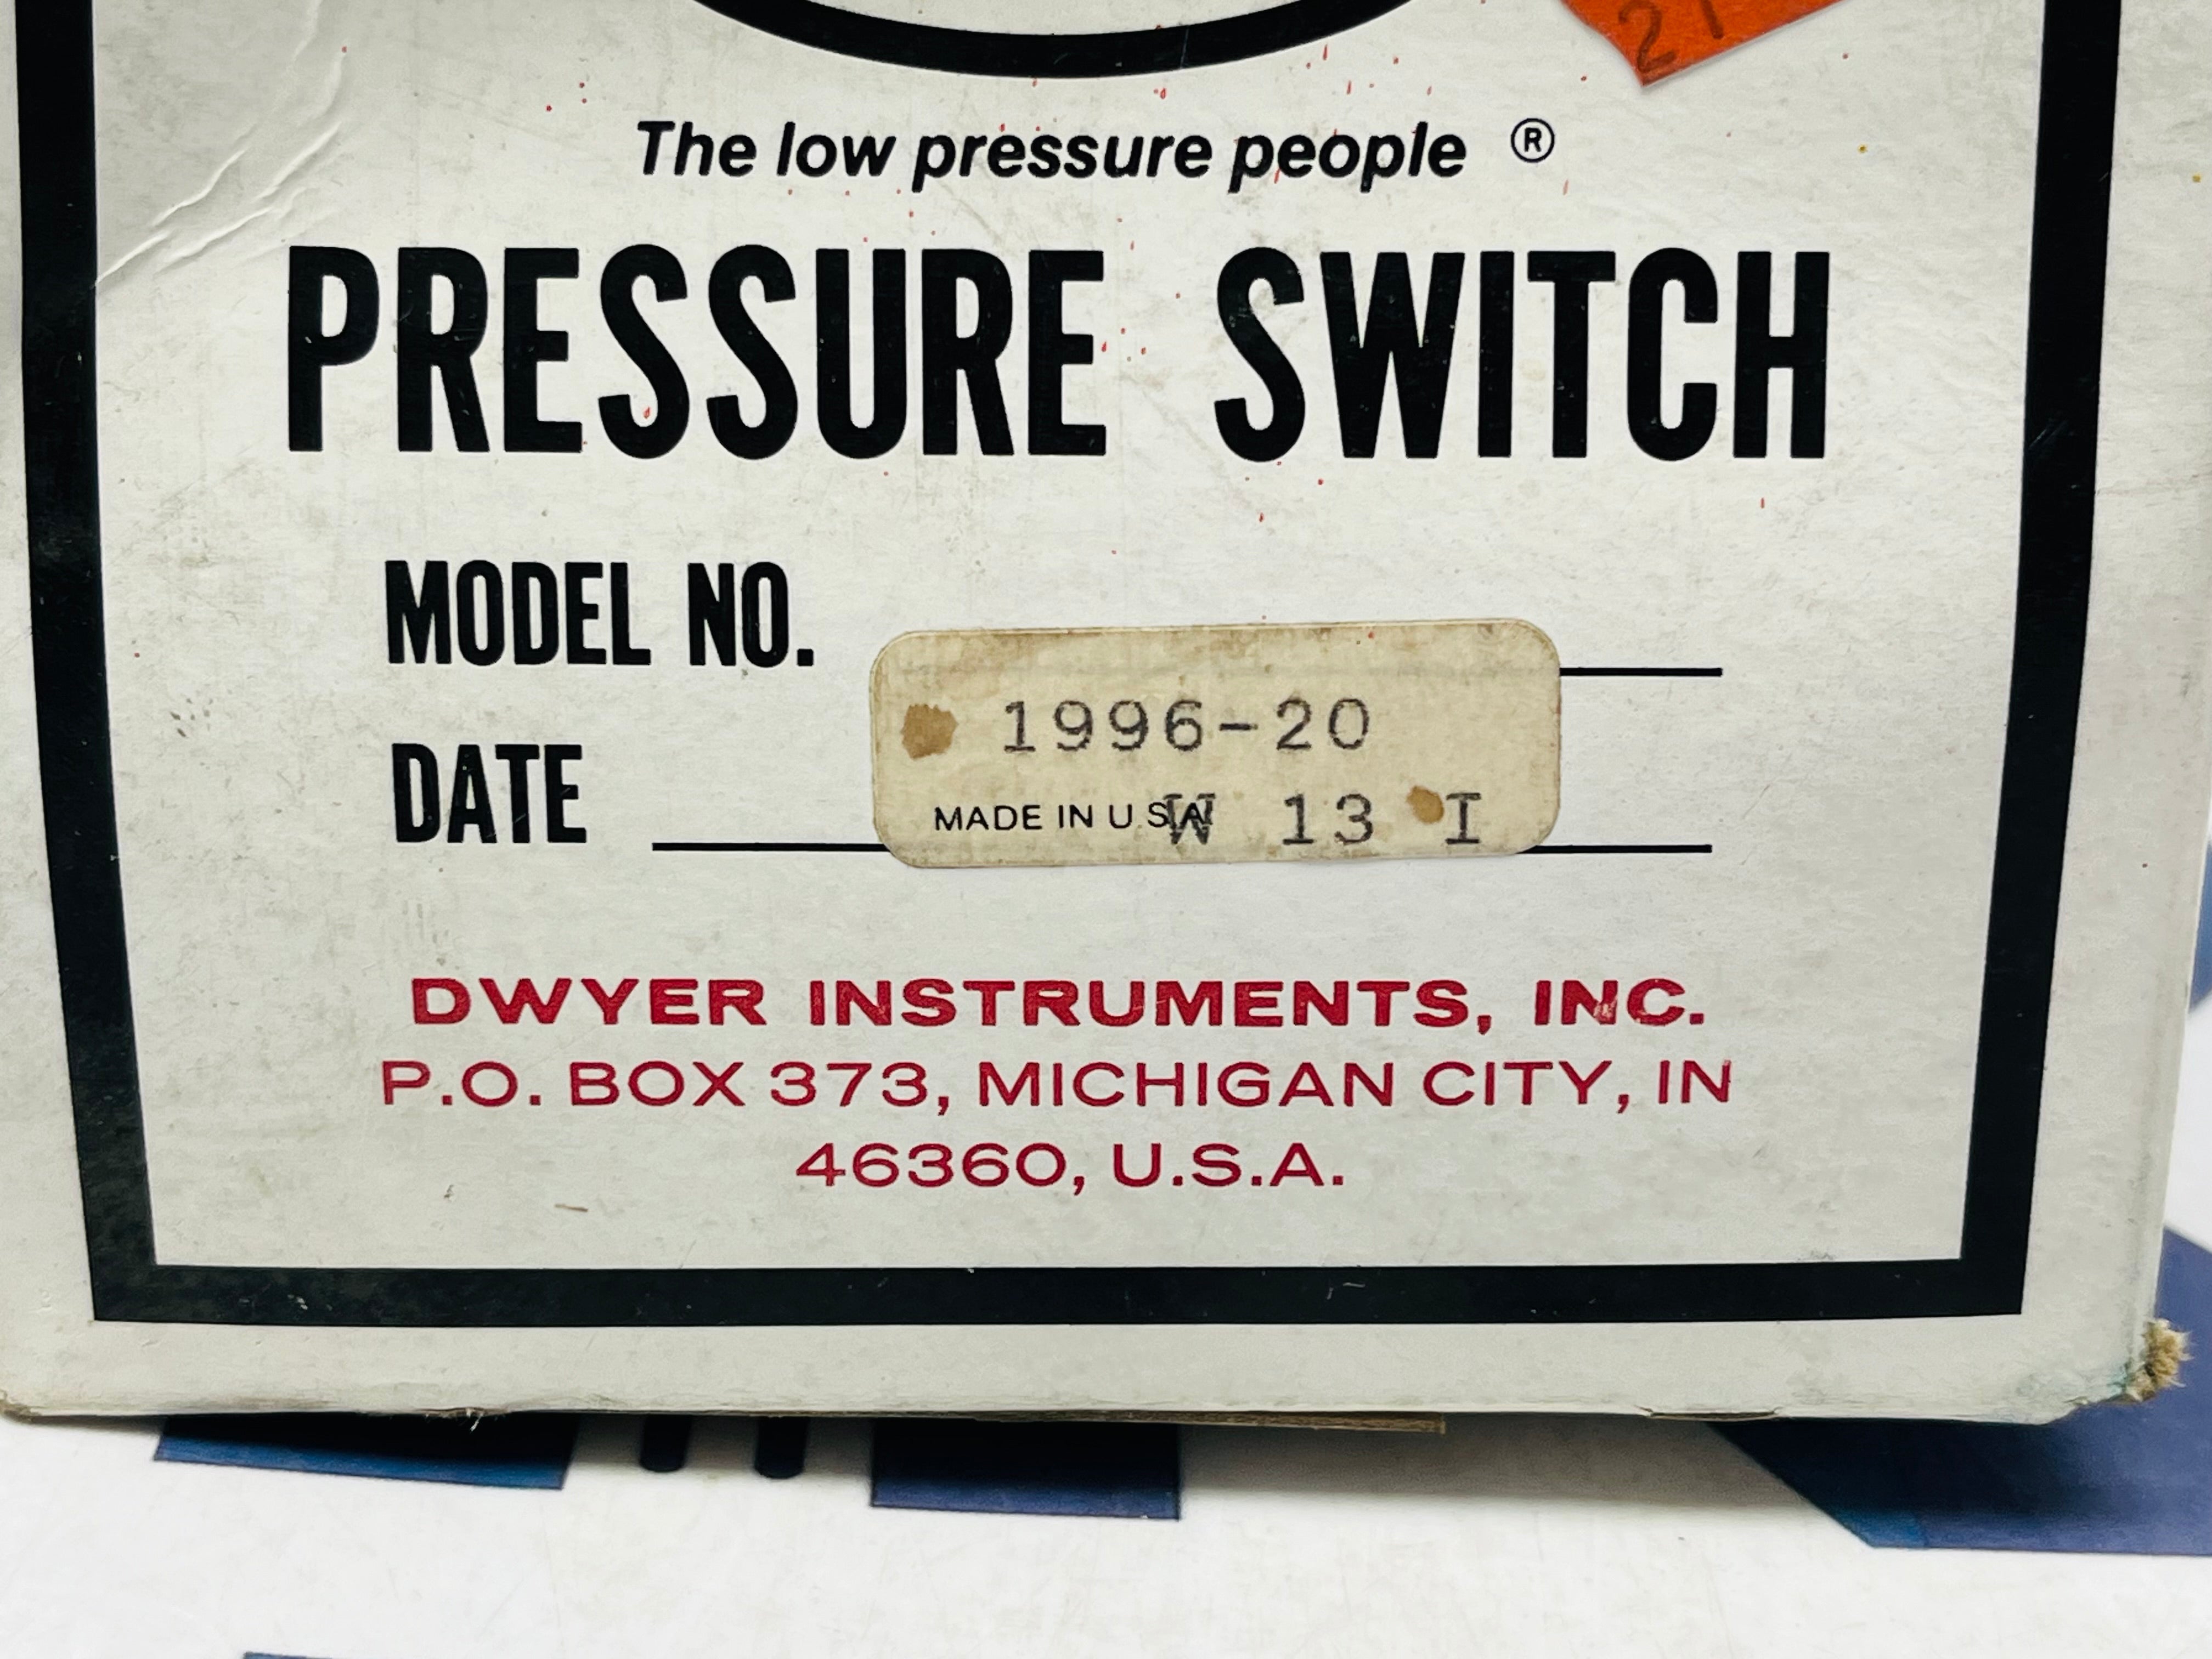 21
The low pressure people ®
PRESSURE SWITCH
MODEL NO.
1996-20
DATE
MADE IN U.S.A. W 13 I
DWYER INSTRUMENTS, INC.
P.O. BOX 373, MICHIGAN CITY, IN
46360, U.S.A.